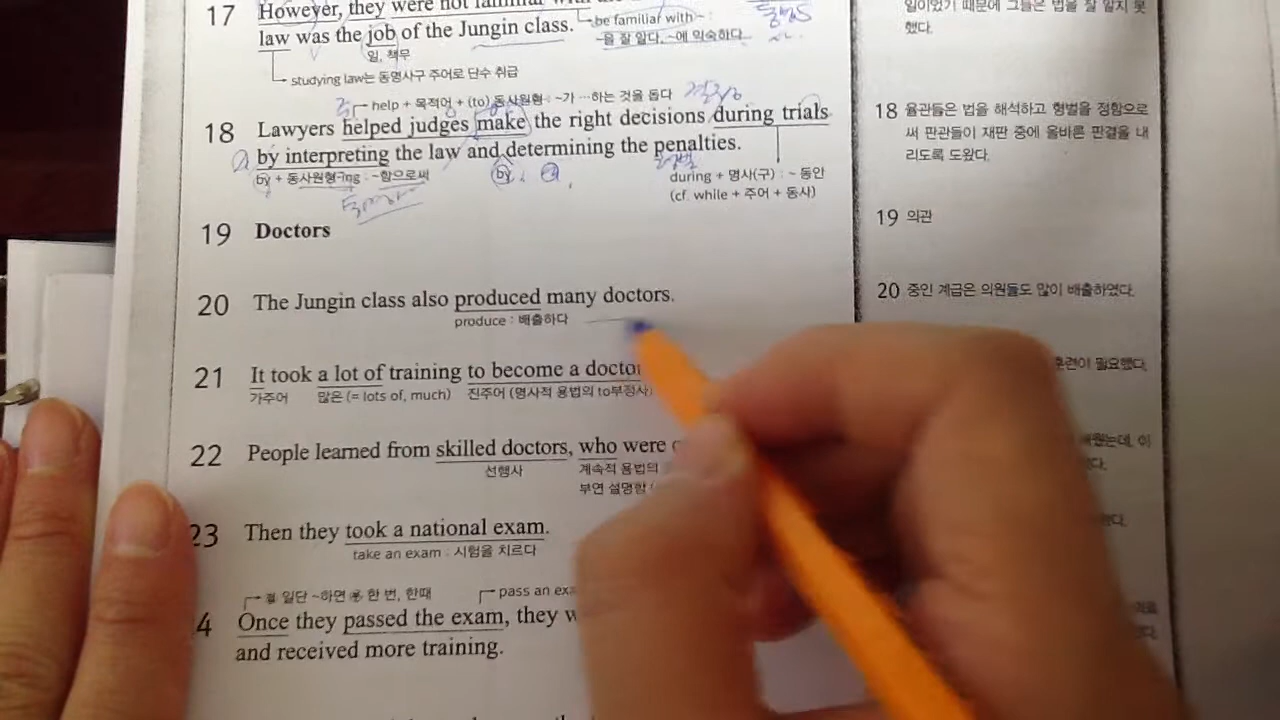 17 However, they were not familiar
be familiar with ~
law was the job of the Jungin class.
~을 잘 알다, ~에 익숙하다
일, 책무
studying law는 동명사구 주어로 단수 취급
help + 목적어 + (to) 동사원형 : ~가 …하는 것을 돕다
18 Lawyers helped judges make the right decisions during trials
by interpreting the law and determining the penalties.
by + 동사원형-ing : ~함으로써
by
형벌
during + 명사(구) : ~ 동안
(cf. while + 주어 + 동사)
19 Doctors
20 The Jungin class also produced many doctors.
produce : 배출하다
21 It took a lot of training to become a
가주어 많은 (= lots of, much) 진주어 (명사적 용법의 to부정사)
22 People learned from skilled doctors, who were
선행사 계속적 용법의
부연 설명함
23 Then they took a national exam.
take an exam : 시험을 치르다
일단 ~하면 한 번, 한때 pass an
4 Once they passed the exam, they
and received more training.
일이었기 때문에 그들은 법을 잘 알지 못
했다.
18 율관들은 법을 해석하고 형벌을 정함으로
써 판관들이 재판 중에 올바른 판결을 내
리도록 도왔다.
19 의관
20 중인 계급은 의원들도 많이 배출하였다.
필요했다.